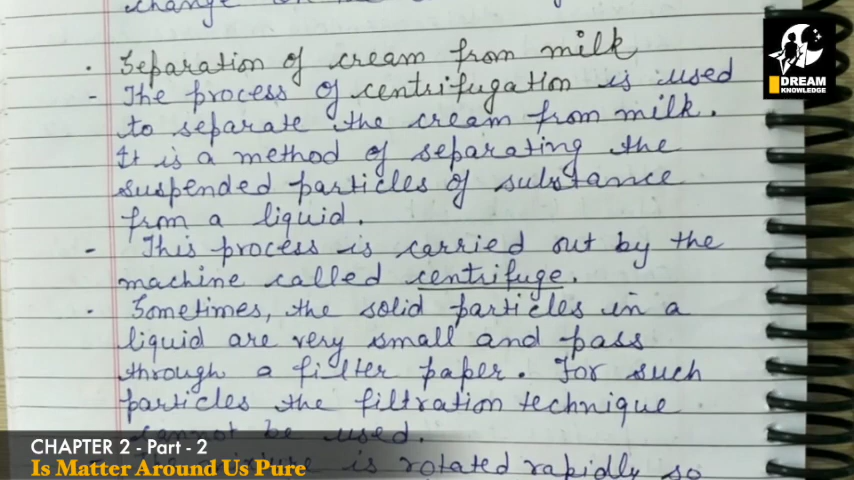 change on
· Separation of cream from milk
- The process of centrifugation is used
to separate the cream from milk.
It is a method of separating the
suspended particles of substance
from a liquid.
- This process is carried out by the
machine called centrifuge.
· Sometimes, the solid particles in a
liquid are very small and pass
through a filter paper. For such
particles the filtration technique
cannot be used.
is rotated rapidly so
DREAM
KNOWLEDGE
CHAPTER 2 - Part - 2
Is Matter Around Us Pure